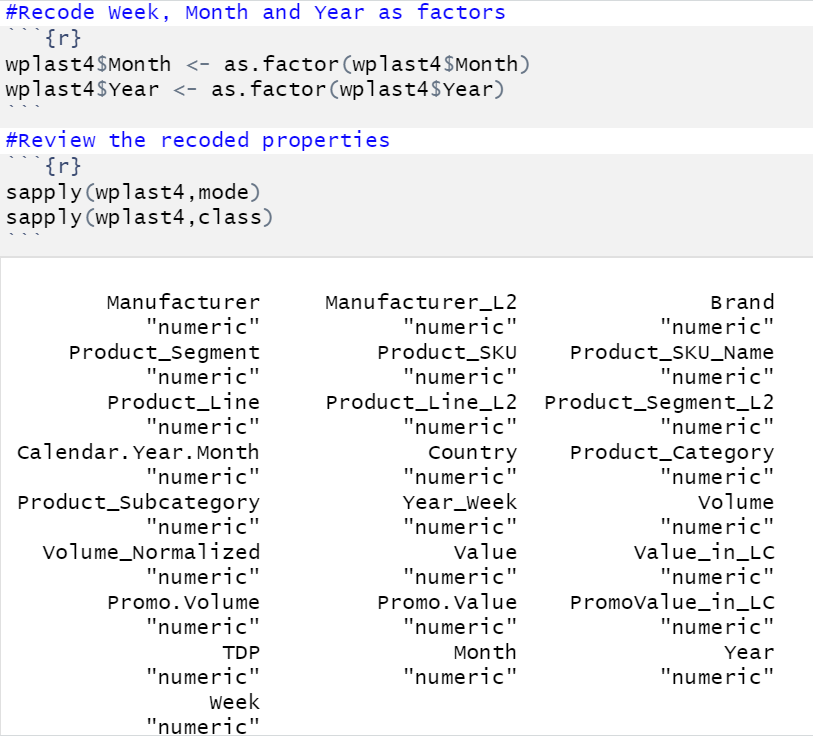 #Recode Week, Month and Year as factors
```{r}
wplast4$Month <- as.factor(wplast4$Month)
wplast4$Year <- as.factor(wplast4$Year)
```
#Review the recoded properties
```{r}
sapply(wplast4,mode)
sapply(wplast4,class)
```
Manufacturer Manufacturer_L2 Brand
"numeric" "numeric" "numeric"
Product_Segment Product_SKU Product_SKU_Name
"numeric" "numeric" "numeric"
Product_Line Product_Line_L2 Product_Segment_L2
"numeric" "numeric" "numeric"
Calendar.Year.Month Country Product_Category
"numeric" "numeric" "numeric"
Product_Subcategory Year_Week Volume
"numeric" "numeric" "numeric"
Volume_Normalized Value Value_in_LC
"numeric" "numeric" "numeric"
Promo.Volume Promo.Value PromoValue_in_LC
"numeric" "numeric" "numeric"
TDP Month Year
"numeric" "numeric" "numeric"
Week
"numeric"